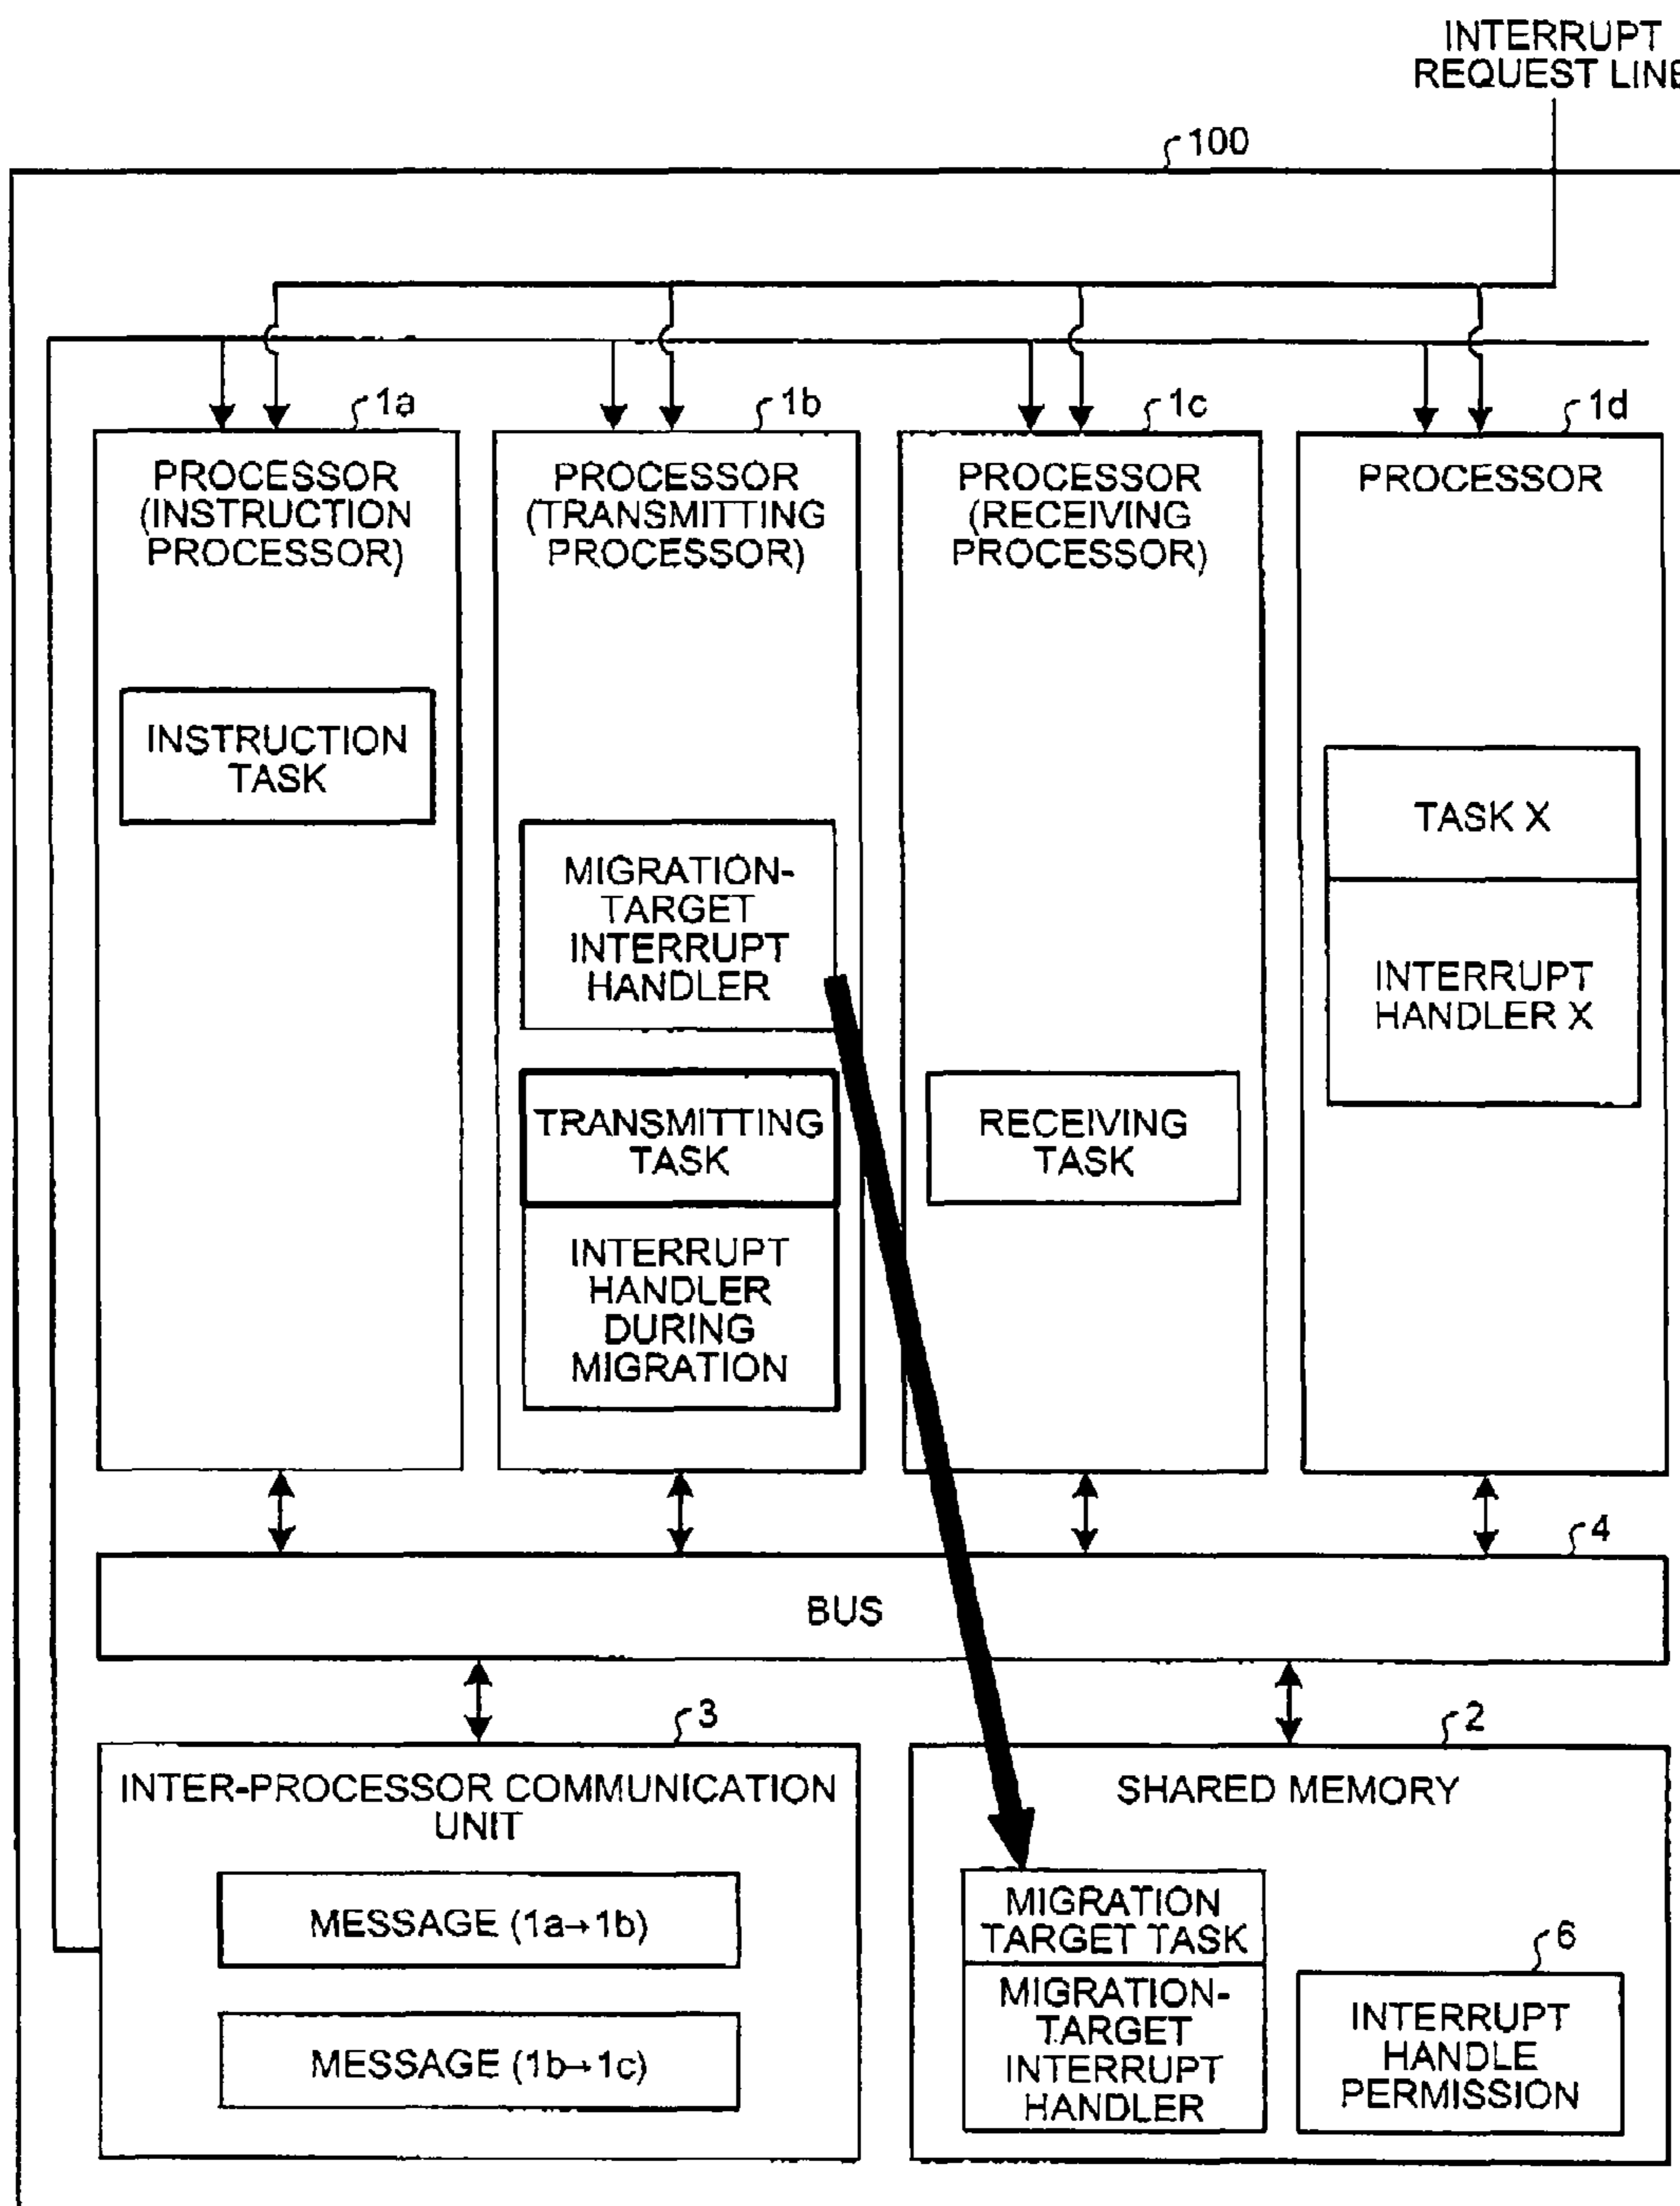 INTERRUPT
REQUEST LINE
100
1a
1b
1c
1d
PROCESSOR
(INSTRUCTION
PROCESSOR)
PROCESSOR
(TRANSMITTING
PROCESSOR)
PROCESSOR
(RECEIVING
PROCESSOR)
PROCESSOR
INSTRUCTION
TASK
MIGRATION-
TARGET
INTERRUPT
HANDLER
TRANSMITTING
TASK
INTERRUPT
HANDLER
DURING
MIGRATION
RECEIVING
TASK
TASK X
INTERRUPT
HANDLER X
4
BUS
3
INTER-PROCESSOR COMMUNICATION
UNIT
MESSAGE (1a→1b)
MESSAGE (1b→1c)
2
SHARED MEMORY
MIGRATION
TARGET TASK
MIGRATION-
TARGET
INTERRUPT
HANDLER
6
INTERRUPT
HANDLE
PERMISSION